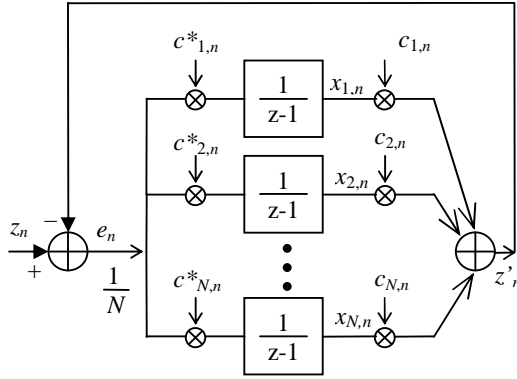 c*1,n
c1,n
1
z-1
x1,n
c*2,n
c2,n
1
z-1
x2,n
zn
−
+
en
1
N
c*N,n
cN,n
1
z-1
xN,n
z'n